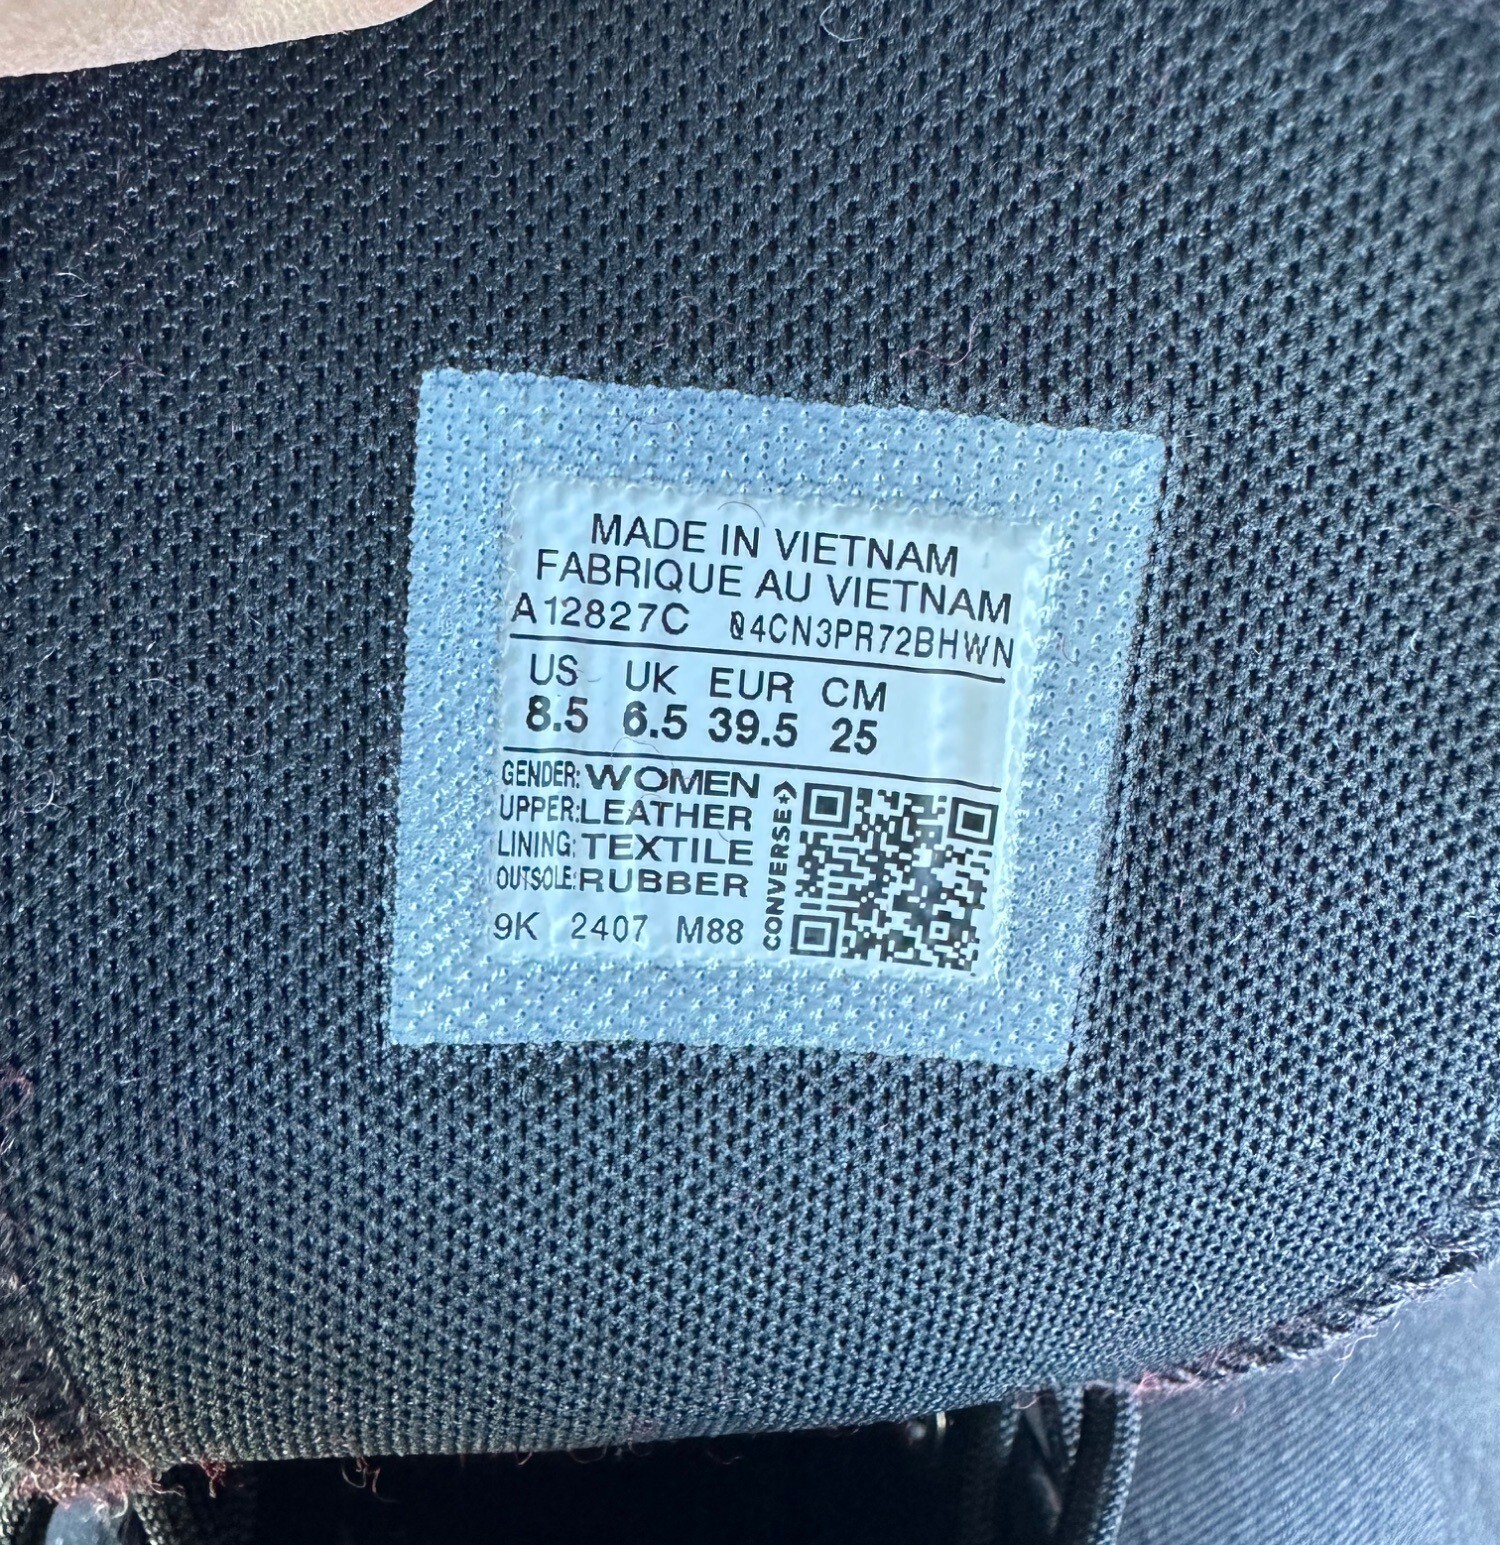 MADE IN VIETNAM
FABRIQUE AU VIETNAM
A12827C 04CN3PR72BHWN
US UK EUR CM
8.5 6.5 39.5 25
GENDER: WOMEN
UPPER: LEATHER
LINING: TEXTILE
OUTSOLE: RUBBER
9K 2407 M88
CONVERSE